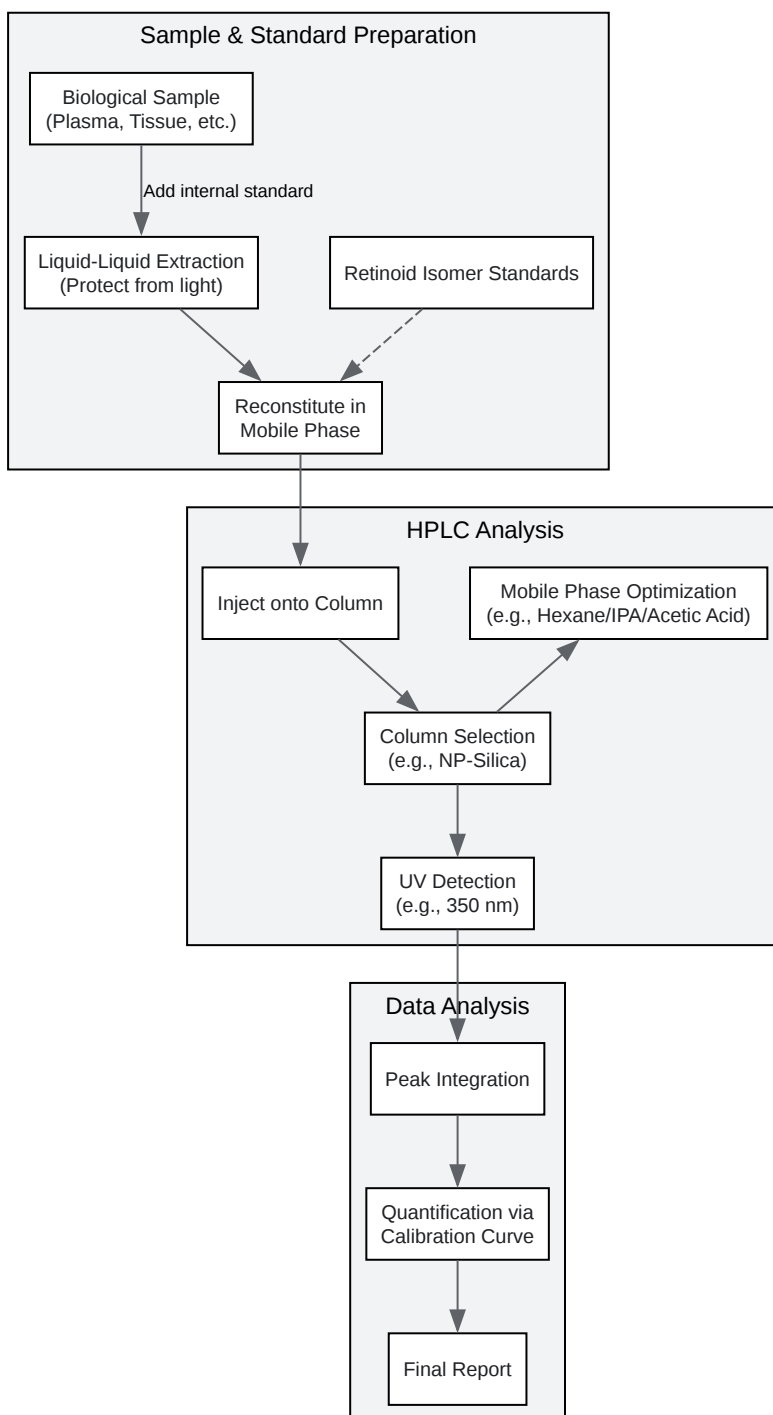 Sample & Standard Preparation
Biological Sample
(Plasma, Tissue, etc.)
Add internal standard
Liquid-Liquid Extraction
(Protect from light)
Retinoid Isomer Standards
Reconstitute in
Mobile Phase
HPLC Analysis
Inject onto Column
Mobile Phase Optimization
(e.g., Hexane/IPA/Acetic Acid)
Column Selection
(e.g., NP-Silica)
UV Detection
(e.g., 350 nm)
Data Analysis
Peak Integration
Quantification via
Calibration Curve
Final Report